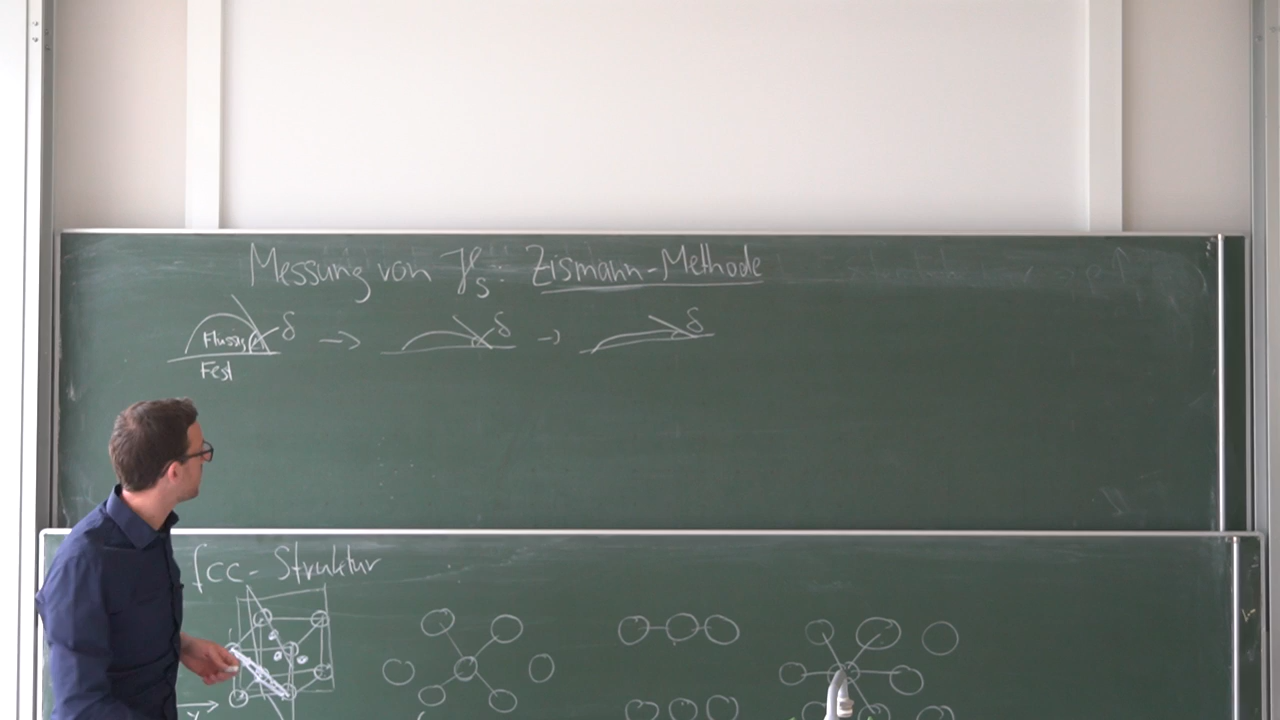 Messung von γs: Zismann-Methode
Flüssig δ → δ → δ
Fest
fcc-Struktur
y